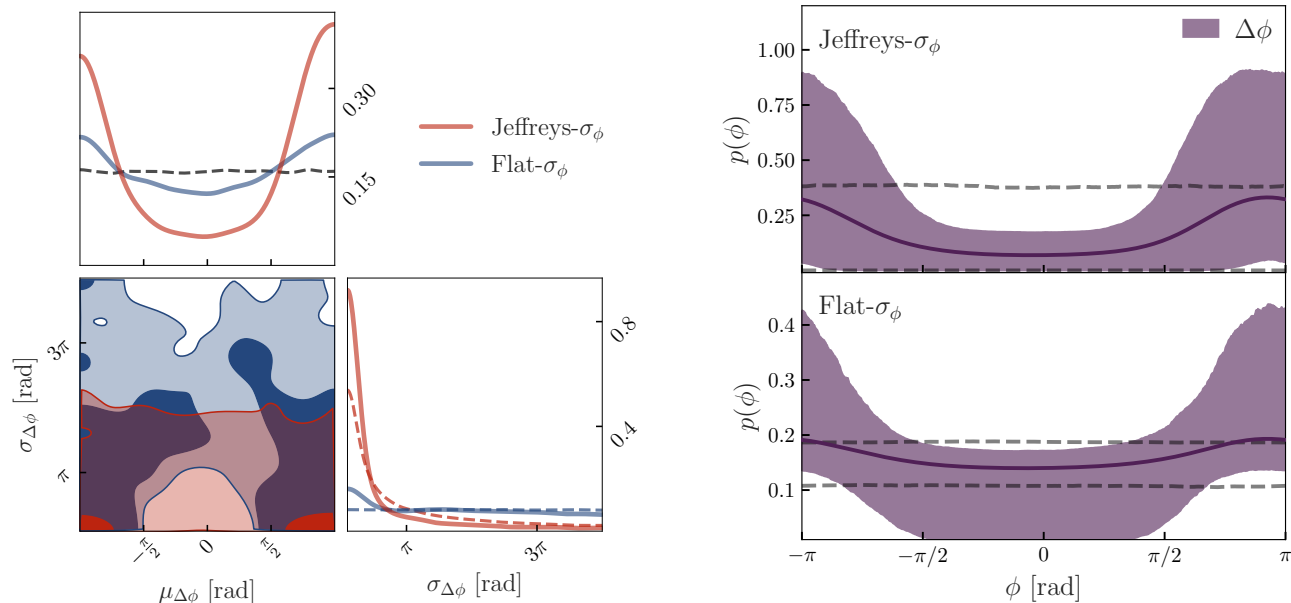 0.30
0.15
Jeffreys-σ_ϕ
Flat-σ_ϕ
σ_Δϕ [rad]
3π
π
-π/2
0
π/2
μ_Δϕ [rad]
0.8
0.4
π
3π
σ_Δϕ [rad]
Jeffreys-σ_ϕ
Δϕ
p(ϕ)
1.00
0.75
0.50
0.25
Flat-σ_ϕ
p(ϕ)
0.4
0.3
0.2
0.1
−π
−π/2
0
π/2
π
ϕ [rad]